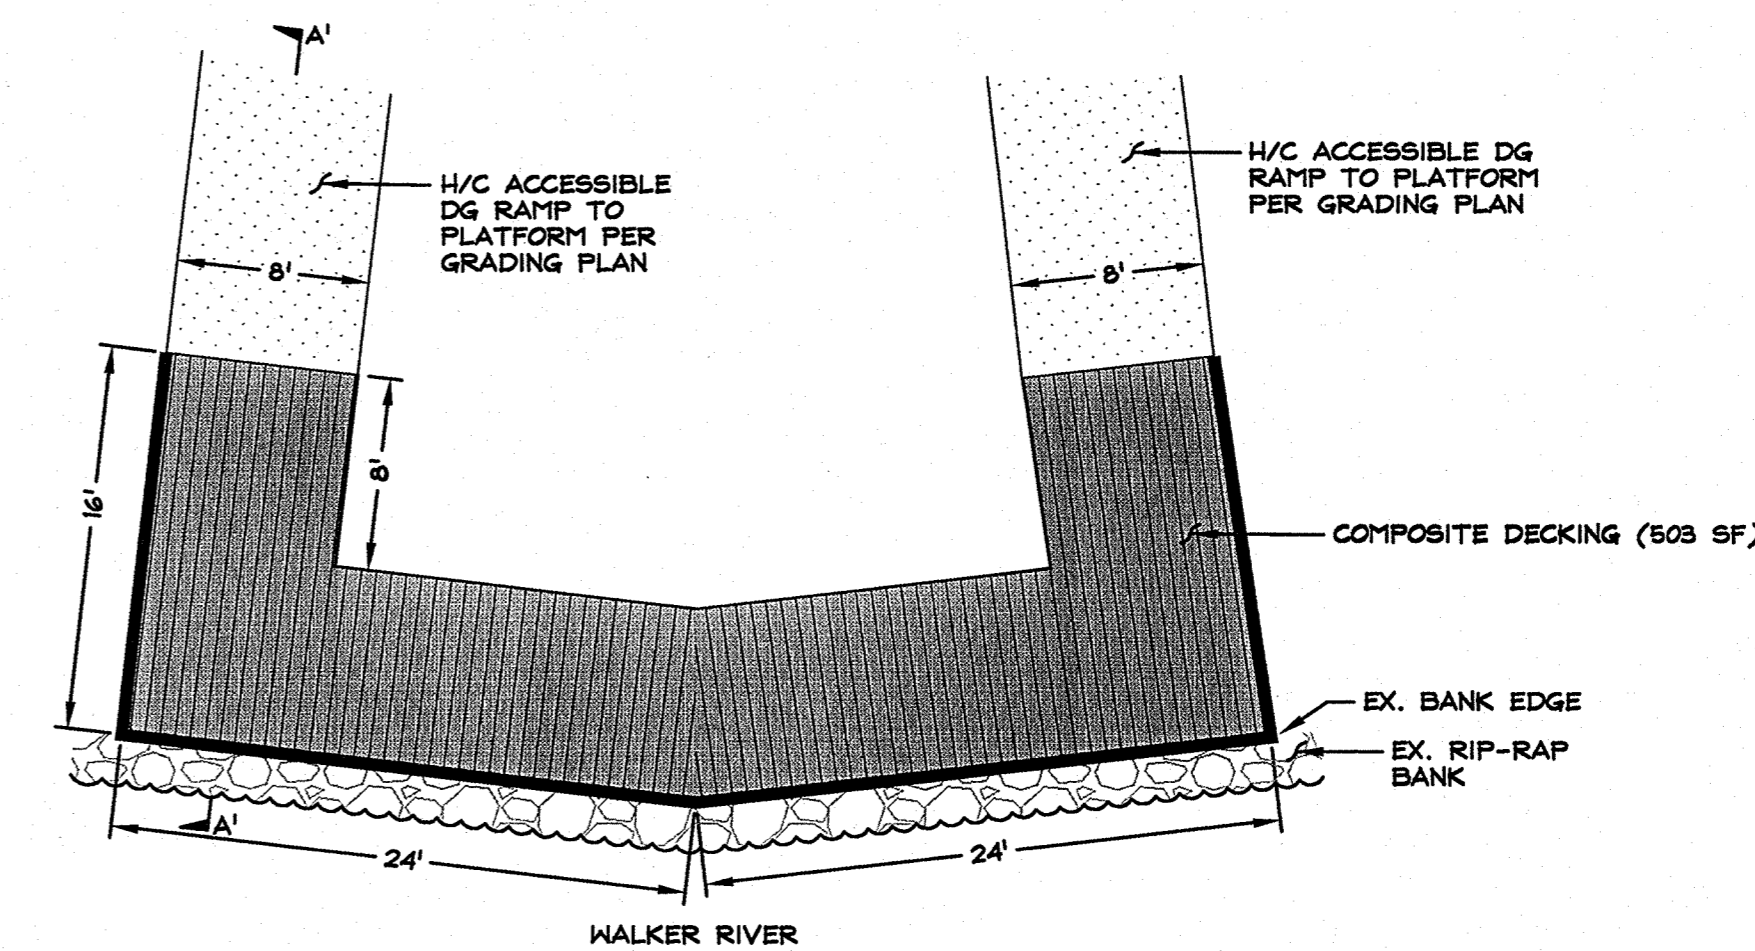 A'
H/C ACCESSIBLE
DG RAMP TO
PLATFORM PER
GRADING PLAN
H/C ACCESSIBLE DG
RAMP TO PLATFORM
PER GRADING PLAN
8'
8'
8'
16'
COMPOSITE DECKING (503 SF)
EX. BANK EDGE
EX. RIP-RAP
BANK
A'
24'
24'
WALKER RIVER